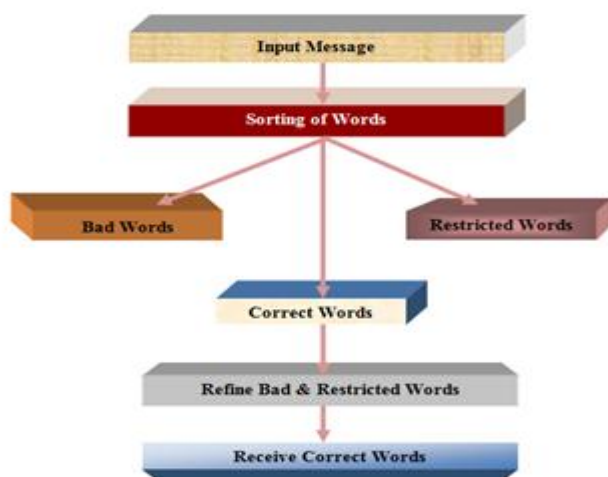 Input Message
Sorting of Words
Bad Words
Restricted Words
Correct Words
Refine Bad & Restricted Words
Receive Correct Words